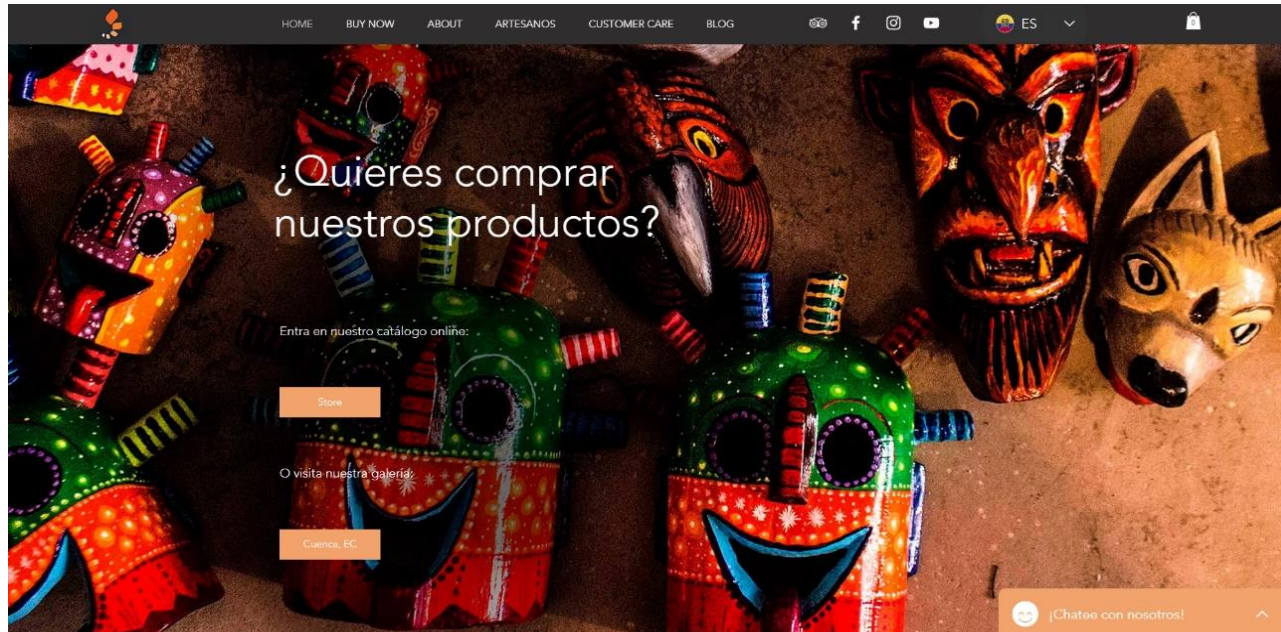 HOME BUY NOW ABOUT ARTESANOS CUSTOMER CARE BLOG ES 0
¿Quieres comprar
nuestros productos?
Entra en nuestro catálogo online:
Store
O visita nuestra galería:
Cuenca, EC
¡Chatee con nosotros!